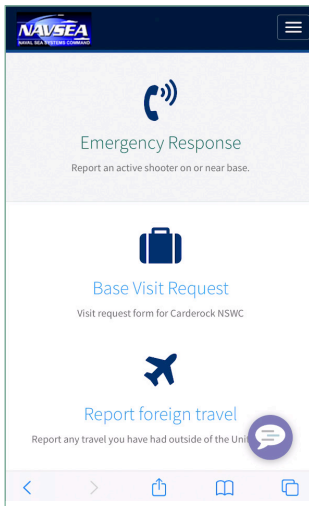 NAVSEA
NAVAL SEA SYSTEMS COMMAND
Emergency Response
Report an active shooter on or near base.
Base Visit Request
Visit request form for Carderock NSWC
Report foreign travel
Report any travel you have had outside of the Uni